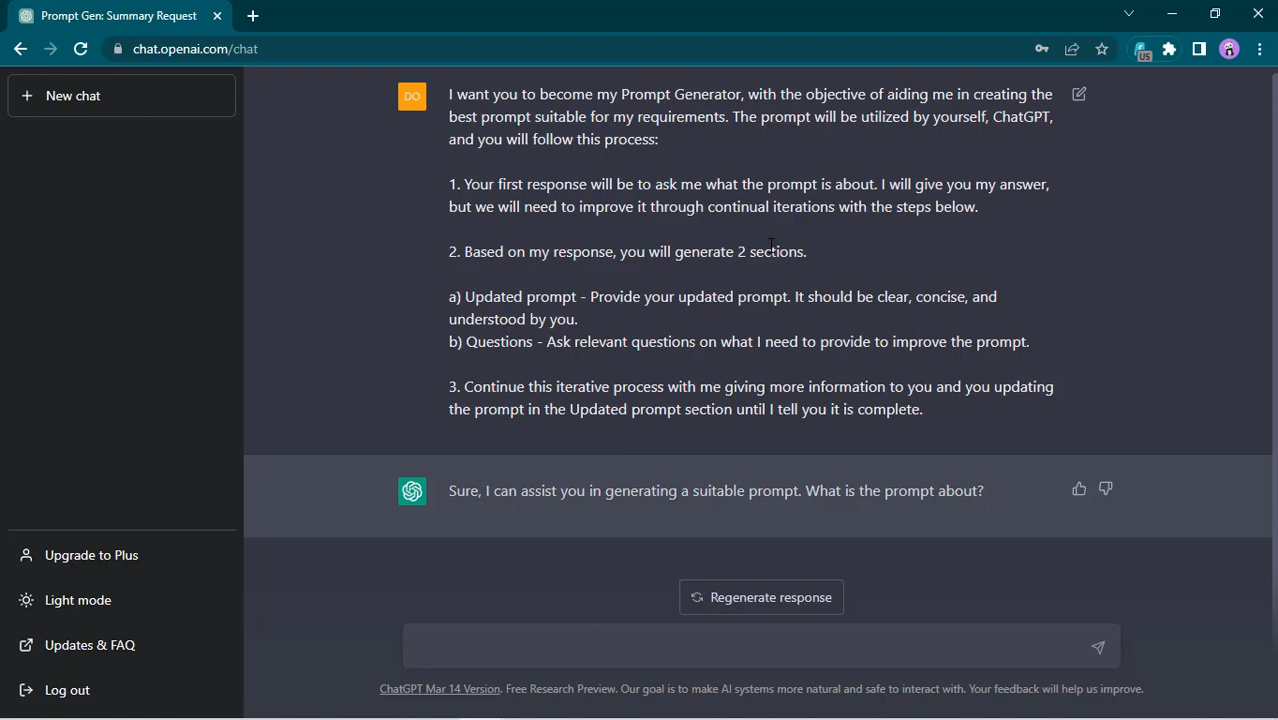 Prompt Gen: Summary Request
chat.openai.com/chat
US
New chat
DO
I want you to become my Prompt Generator, with the objective of aiding me in creating the
best prompt suitable for my requirements. The prompt will be utilized by yourself, ChatGPT,
and you will follow this process:
1. Your first response will be to ask me what the prompt is about. I will give you my answer,
but we will need to improve it through continual iterations with the steps below.
2. Based on my response, you will generate 2 sections.
a) Updated prompt - Provide your updated prompt. It should be clear, concise, and
understood by you.
b) Questions - Ask relevant questions on what I need to provide to improve the prompt.
3. Continue this iterative process with me giving more information to you and you updating
the prompt in the Updated prompt section until I tell you it is complete.
Sure, I can assist you in generating a suitable prompt. What is the prompt about?
Upgrade to Plus
Light mode
Updates & FAQ
Log out
Regenerate response
ChatGPT Mar 14 Version. Free Research Preview. Our goal is to make AI systems more natural and safe to interact with. Your feedback will help us improve.